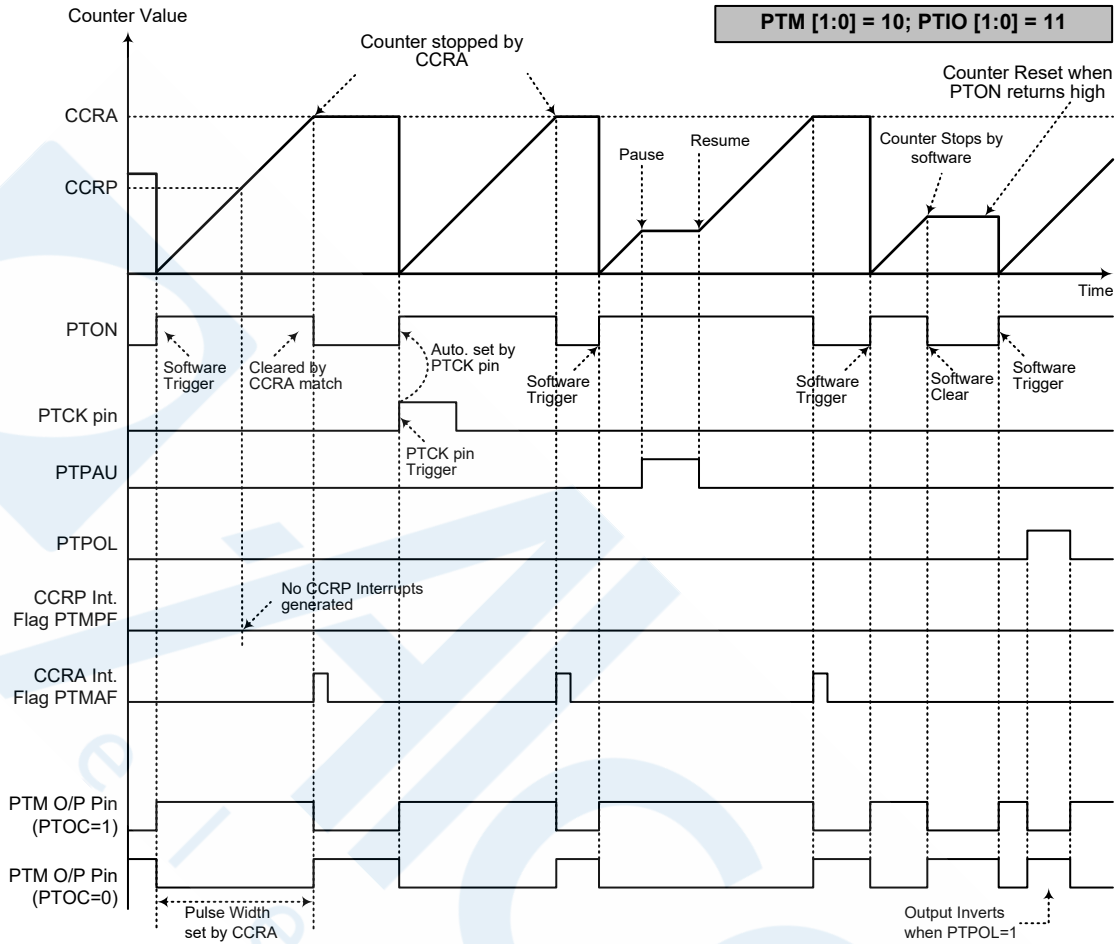 Counter Value
PTM [1:0] = 10; PTIO [1:0] = 11
Counter stopped by
CCRA
Counter Reset when
PTON returns high
CCRA
Pause
Resume
Counter Stops by
software
CCRP
Time
PTON
Software
Trigger
Cleared by
CCRA match
Auto. set by
PTCK pin
Software
Trigger
Software
Trigger
Software
Clear
Software
Trigger
PTCK pin
PTCK pin
Trigger
PTPAU
PTPOL
CCRP Int.
Flag PTMPF
No CCRP Interrupts
generated
CCRA Int.
Flag PTMAF
PTM O/P Pin
(PTOC=1)
PTM O/P Pin
(PTOC=0)
Pulse Width
set by CCRA
Output Inverts
when PTPOL=1